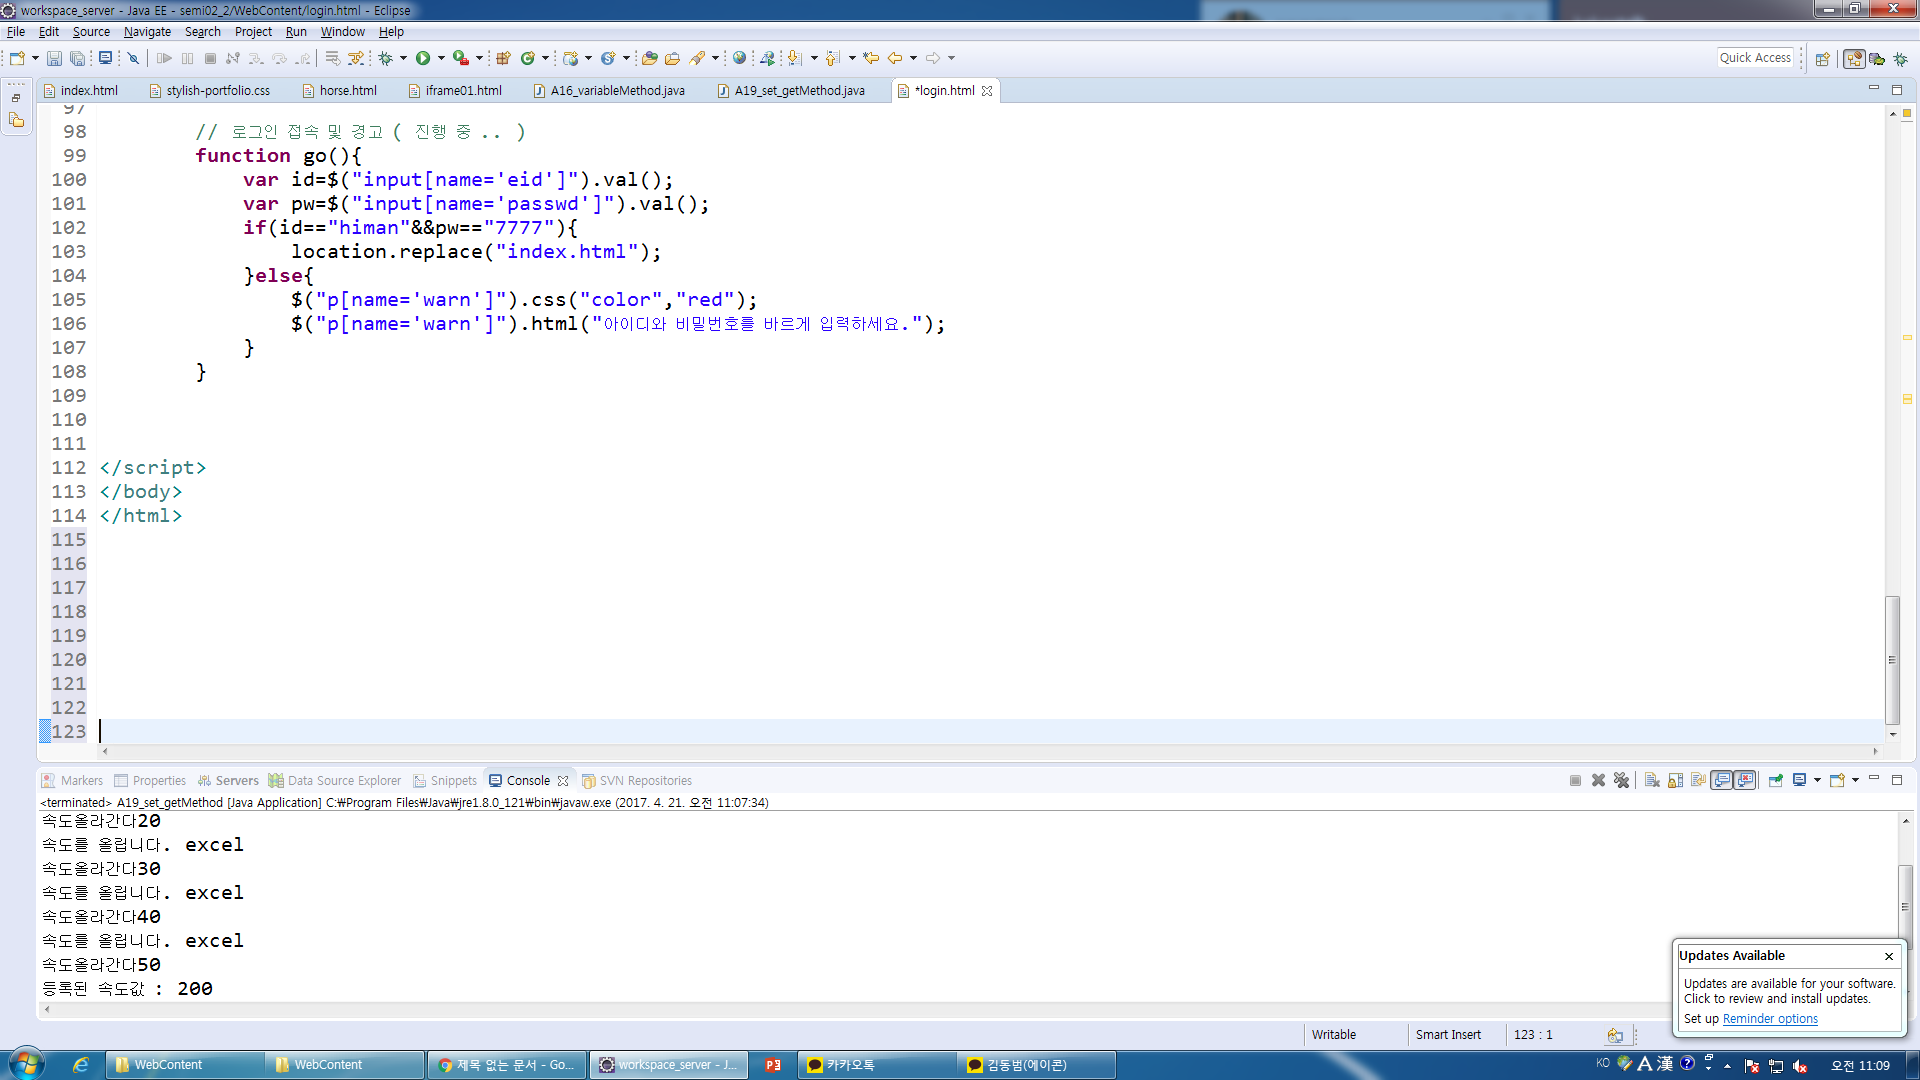 workspace_server - Java EE - semi02_2/WebContent/login.html - Eclipse
File Edit Source Navigate Search Project Run Window Help
Quick Access
index.html stylish-portfolio.css horse.html iframe01.html A16_variableMethod.java A19_set_getMethod.java *login.html
97
98 // 로그인 접속 및 경고 ( 진행 중 .. )
99 function go(){
100 var id=$("input[name='eid']").val();
101 var pw=$("input[name='passwd']").val();
102 if(id=="himan"&&pw=="7777"){
103 location.replace("index.html");
104 }else{
105 $("p[name='warn']").css("color","red");
106 $("p[name='warn']").html("아이디와 비밀번호를 바르게 입력하세요.");
107 }
108 }
109
110
111
112 </script>
113 </body>
114 </html>
115
116
117
118
119
120
121
122
123
Markers Properties Servers Data Source Explorer Snippets Console SVN Repositories
<terminated> A19_set_getMethod [Java Application] C:₩Program Files₩Java₩jre1.8.0_121₩bin₩javaw.exe (2017. 4. 21. 오전 11:07:34)
속도올라간다20
속도를 올립니다. excel
속도올라간다30
속도를 올립니다. excel
속도올라간다40
속도를 올립니다. excel
속도올라간다50
등록된 속도값 : 200
Updates Available
Updates are available for your software.
Click to review and install updates.
Set up Reminder options
Writable Smart Insert 123 : 1
WebContent WebContent 제목 없는 문서 - Go... workspace_server - J... 카카오톡 김동범(에이콘) KO A 漢 오전 11:09